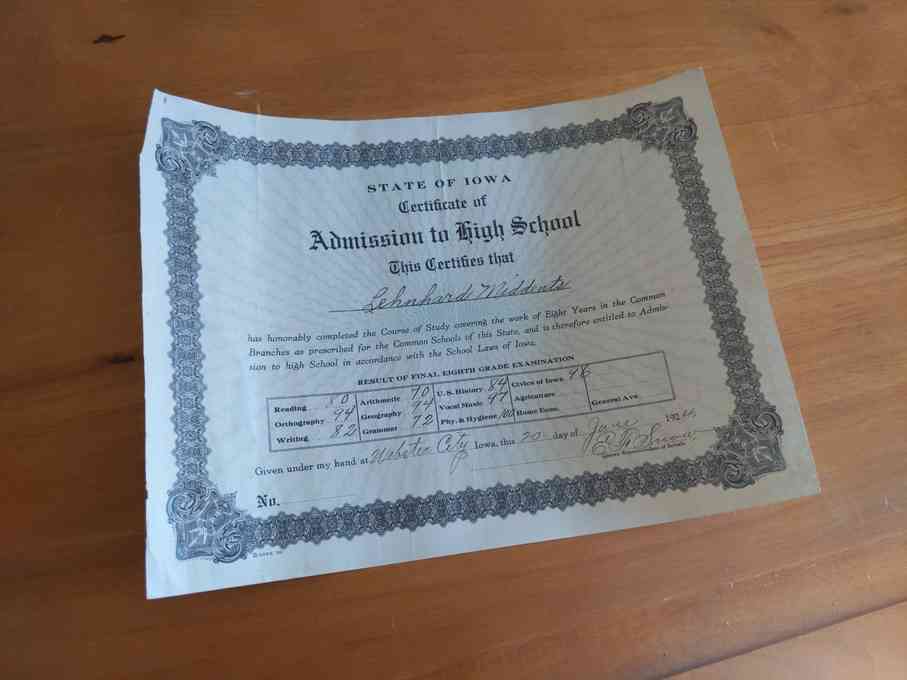 STATE OF IOWA
Certificate of
Admission to High School
This Certifies that
Lehnhard Middents
has honorably completed the Course of Study covering the work of Eight Years in the Common
Branches as prescribed for the Common Schools of this State, and is therefore entitled to Admis-
sion to high School in accordance with the School Laws of Iowa.
RESULT OF FINAL EIGHTH GRADE EXAMINATION
Reading 80 Arithmetic 70 U.S. History 84 Civics of Iowa 96
Orthography 94 Geography 94 Vocal Music 97 Agriculture
Writing 82 Grammar 72 Phy. & Hygiene 100 Home Econ. General Ave.
Given under my hand at Webster City Iowa, this 20 day of June 1924
No.